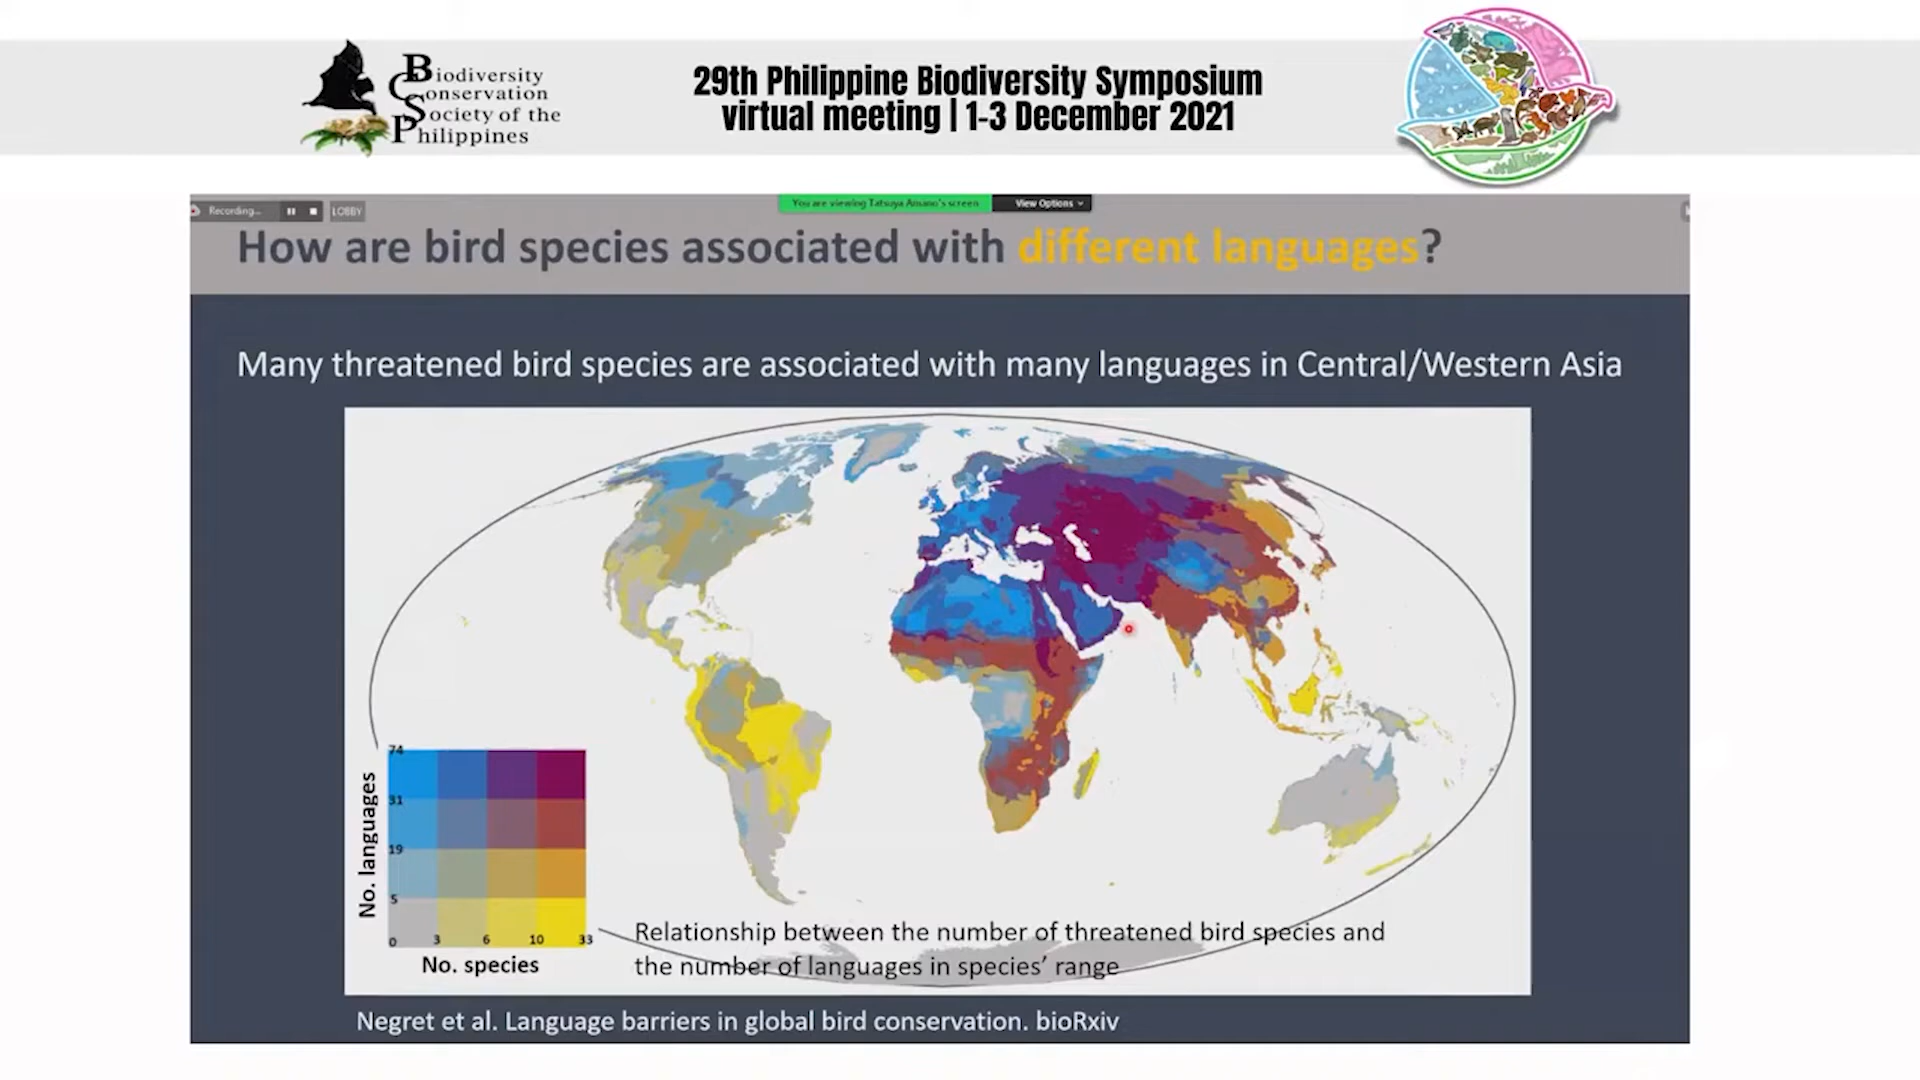 Biodiversity
Conservation
Society of the
Philippines
29th Philippine Biodiversity Symposium
virtual meeting | 1-3 December 2021
Recording...
LOBBY
You are viewing Tatsuya Amano's screen
View Options
How are bird species associated with different languages?
Many threatened bird species are associated with many languages in Central/Western Asia
No. languages
74
31
19
5
0 3 6 10 33
No. species
Relationship between the number of threatened bird species and
the number of languages in species' range
Negret et al. Language barriers in global bird conservation. bioRxiv